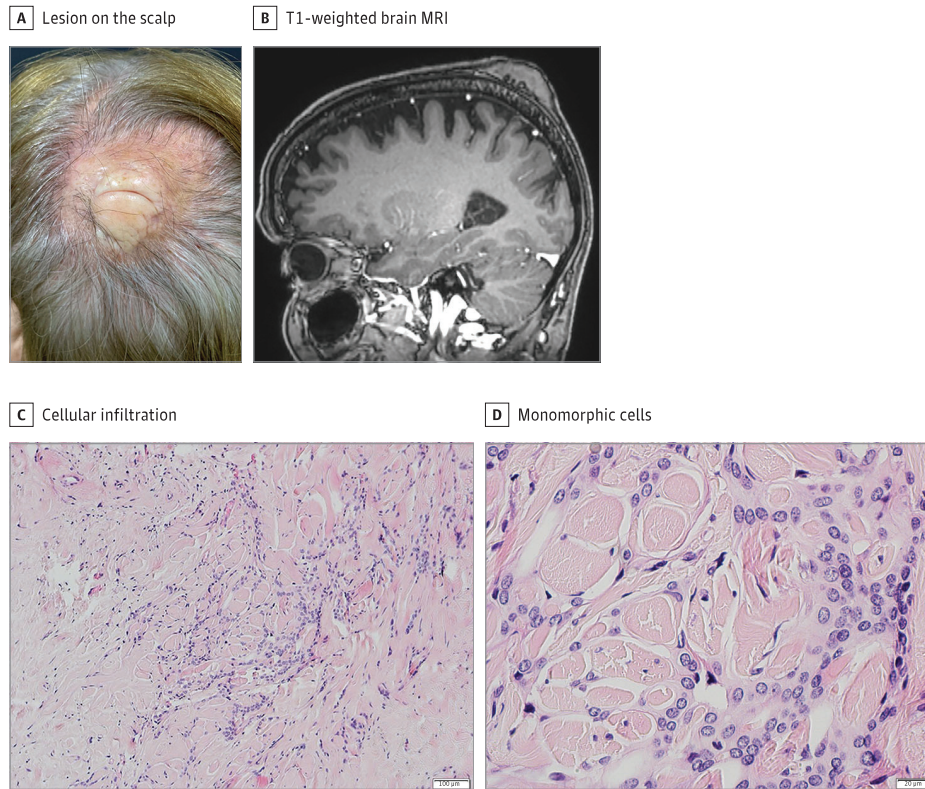 A Lesion on the scalp
B T1-weighted brain MRI
C Cellular infiltration
D Monomorphic cells
100 μm
20 μm